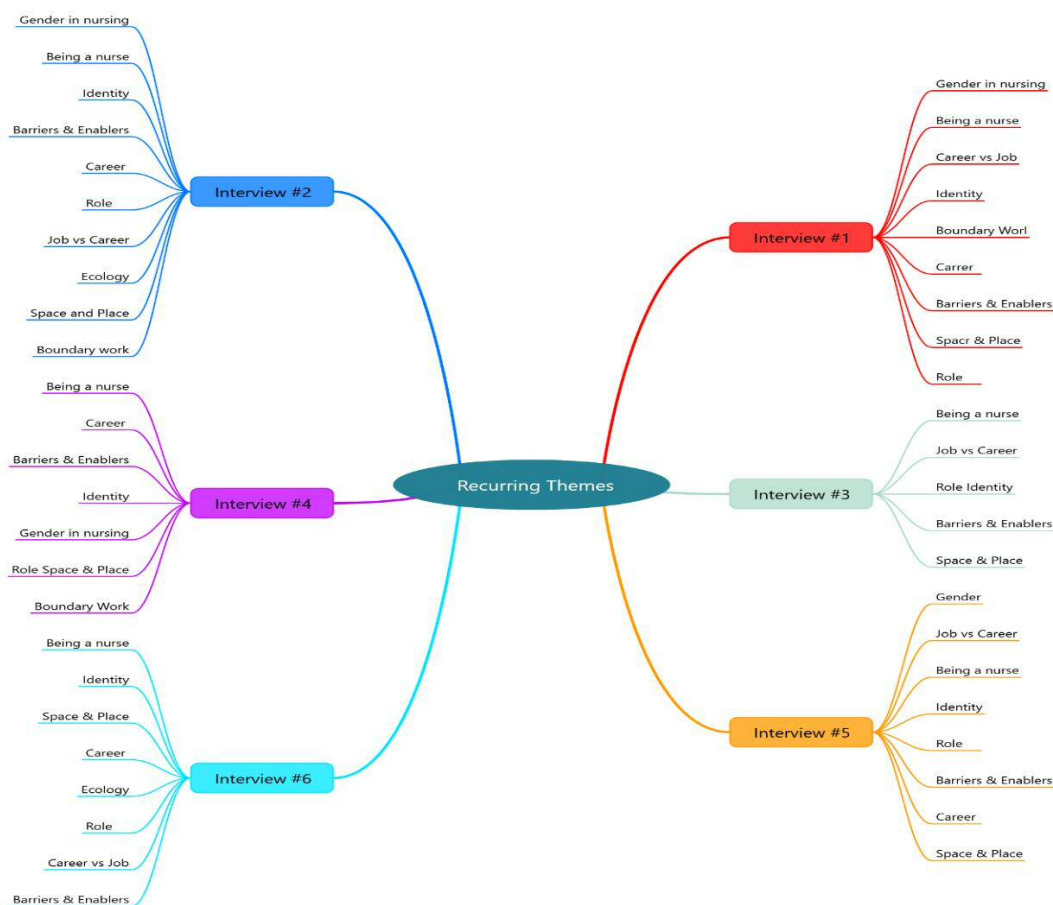 Recurring Themes
Interview #1
Gender in nursing
Being a nurse
Career vs Job
Identity
Boundary Worl
Carrer
Barriers & Enablers
Spacr & Place
Role
Interview #2
Gender in nursing
Being a nurse
Identity
Barriers & Enablers
Career
Role
Job vs Career
Ecology
Space and Place
Boundary work
Interview #3
Being a nurse
Job vs Career
Role Identity
Barriers & Enablers
Space & Place
Interview #4
Being a nurse
Career
Barriers & Enablers
Identity
Gender in nursing
Role Space & Place
Boundary Work
Interview #5
Gender
Job vs Career
Being a nurse
Identity
Role
Barriers & Enablers
Career
Space & Place
Interview #6
Being a nurse
Identity
Space & Place
Career
Ecology
Role
Career vs Job
Barriers & Enablers